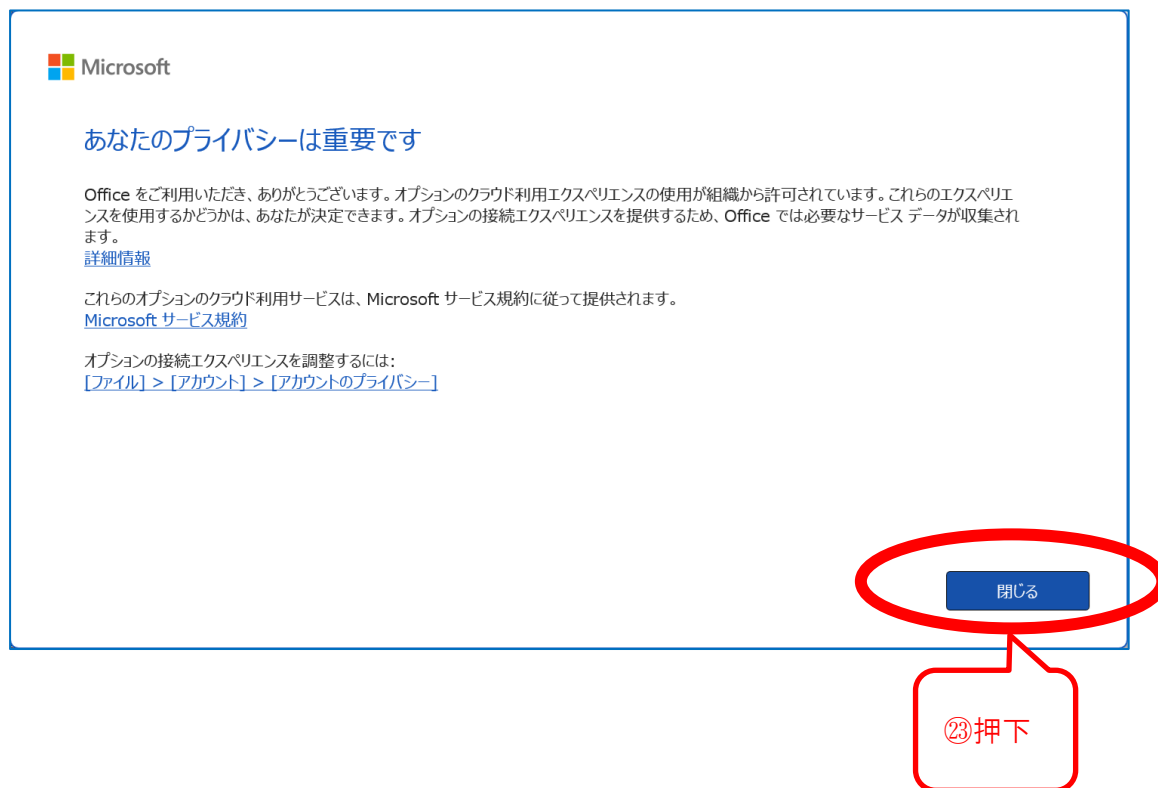 Microsoft
あなたのプライバシーは重要です
Office をご利用いただき、ありがとうございます。オプションのクラウド利用エクスペリエンスの使用が組織から許可されています。これらのエクスペリエ
ンスを使用するかどうかは、あなたが決定できます。オプションの接続エクスペリエンスを提供するため、Office では必要なサービス データが収集され
ます。
詳細情報
これらのオプションのクラウド利用サービスは、Microsoft サービス規約に従って提供されます。
Microsoft サービス規約
オプションの接続エクスペリエンスを調整するには:
[ファイル] > [アカウント] > [アカウントのプライバシー]
閉じる
㉓押下